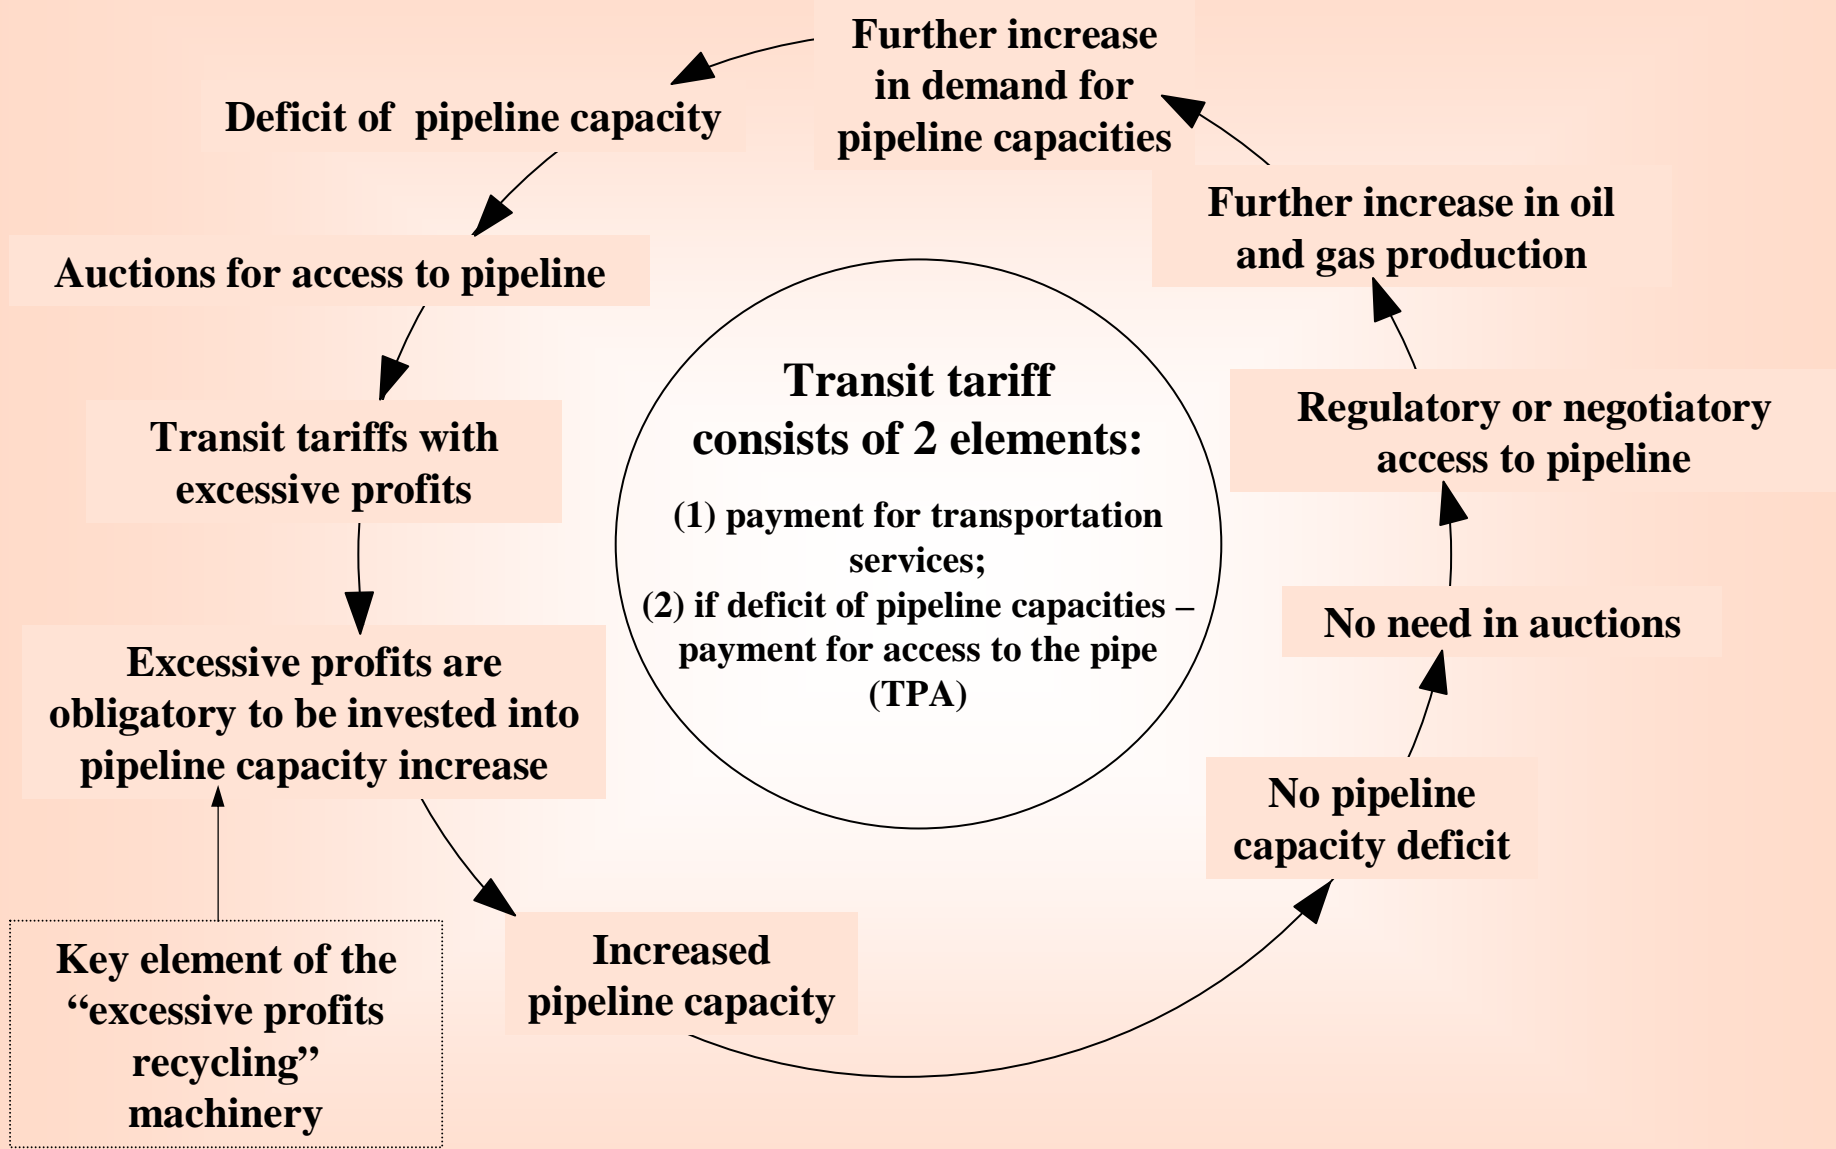 Further increase
in demand for
pipeline capacities
Deficit of  pipeline capacity
Auctions for access to pipeline
Transit tariffs with
excessive profits
Excessive profits are
obligatory to be invested into
pipeline capacity increase
Key element of the
“excessive profits
recycling”
machinery
Increased
pipeline capacity
No pipeline
capacity deficit
No need in auctions
Regulatory or negotiatory
access to pipeline
Further increase in oil
and gas production
Transit tariff
consists of 2 elements:
(1) payment for transportation
services;
(2) if deficit of pipeline capacities –
payment for access to the pipe
(TPA)